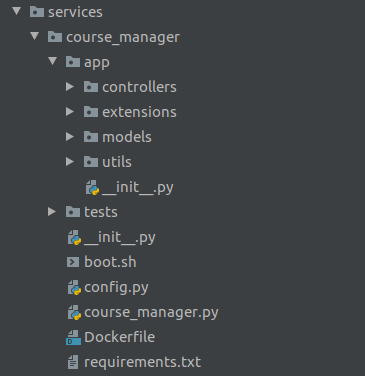 services
course_manager
app
controllers
extensions
models
utils
__init__.py
tests
__init__.py
boot.sh
config.py
course_manager.py
Dockerfile
requirements.txt